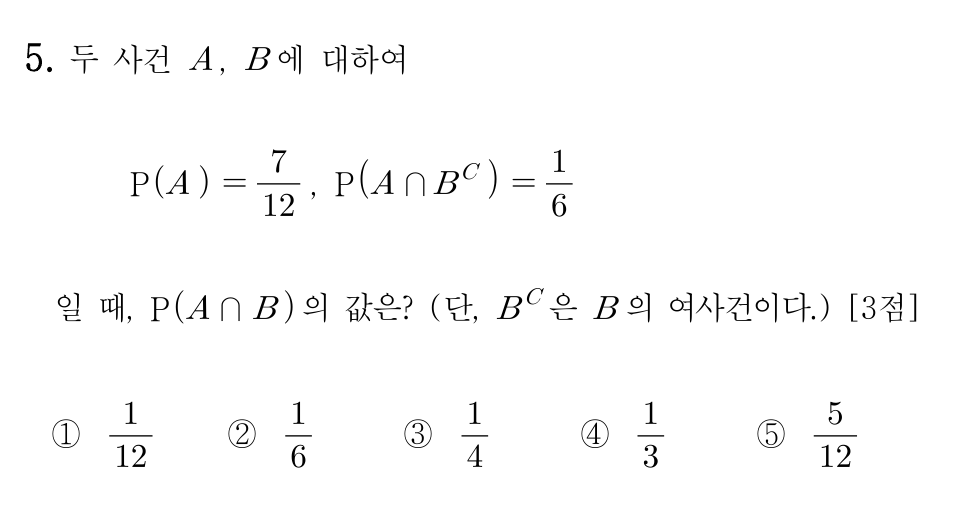 5. 두 사건 A, B에 대하여
P(A) = 7/12, P(A∩B^C) = 1/6
일 때, P(A∩B)의 값은? (단, B^C은 B의 여사건이다.) [3점]
① 1/12 ② 1/6 ③ 1/4 ④ 1/3 ⑤ 5/12